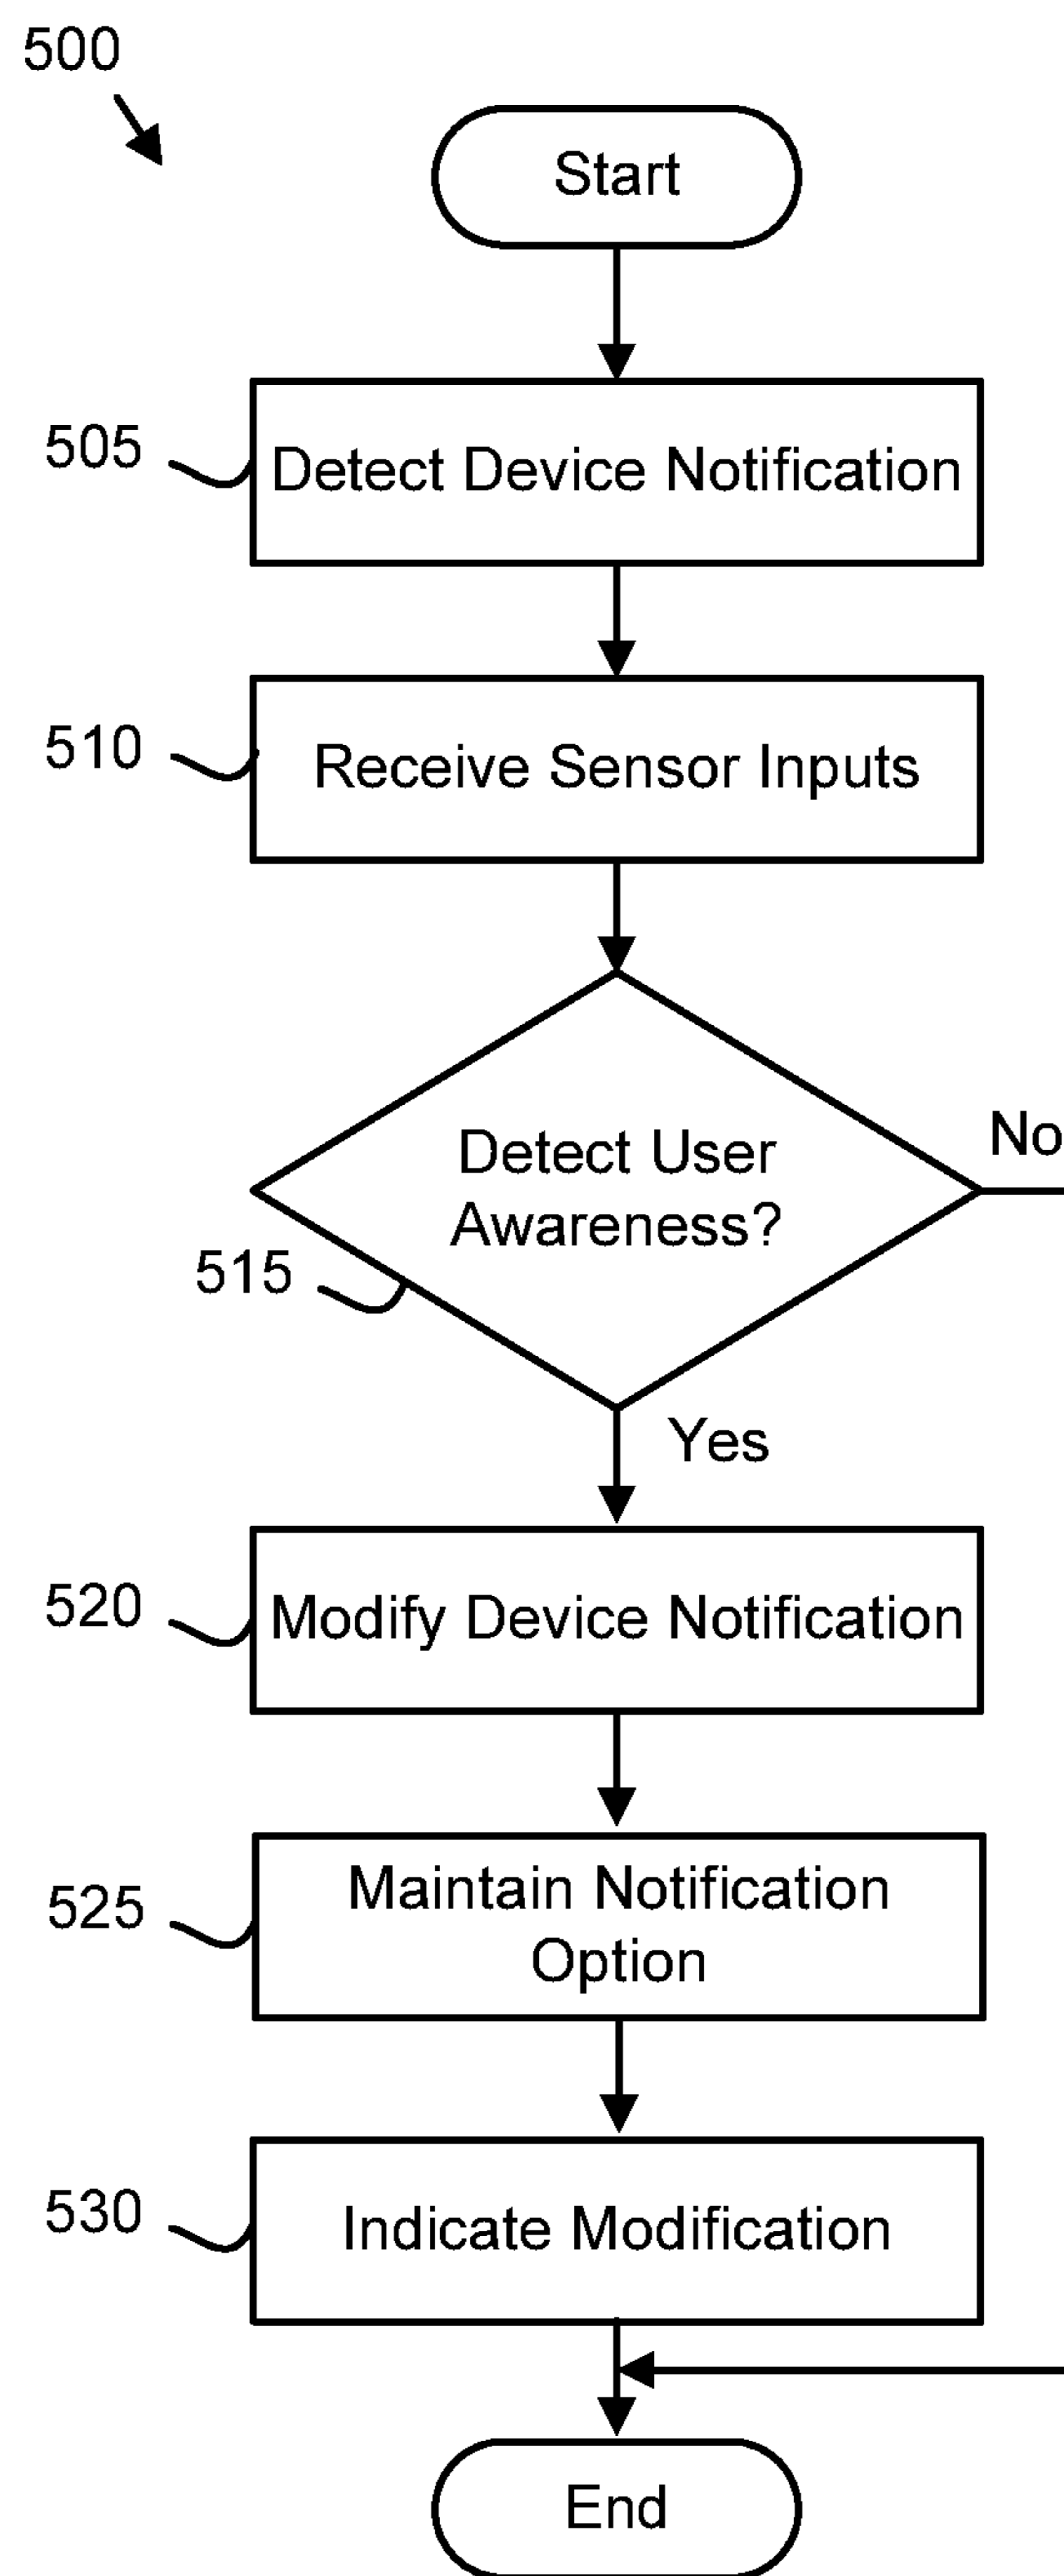 500
Start
505
Detect Device Notification
510
Receive Sensor Inputs
Detect User
Awareness?
No
515
Yes
520
Modify Device Notification
525
Maintain Notification
Option
530
Indicate Modification
End